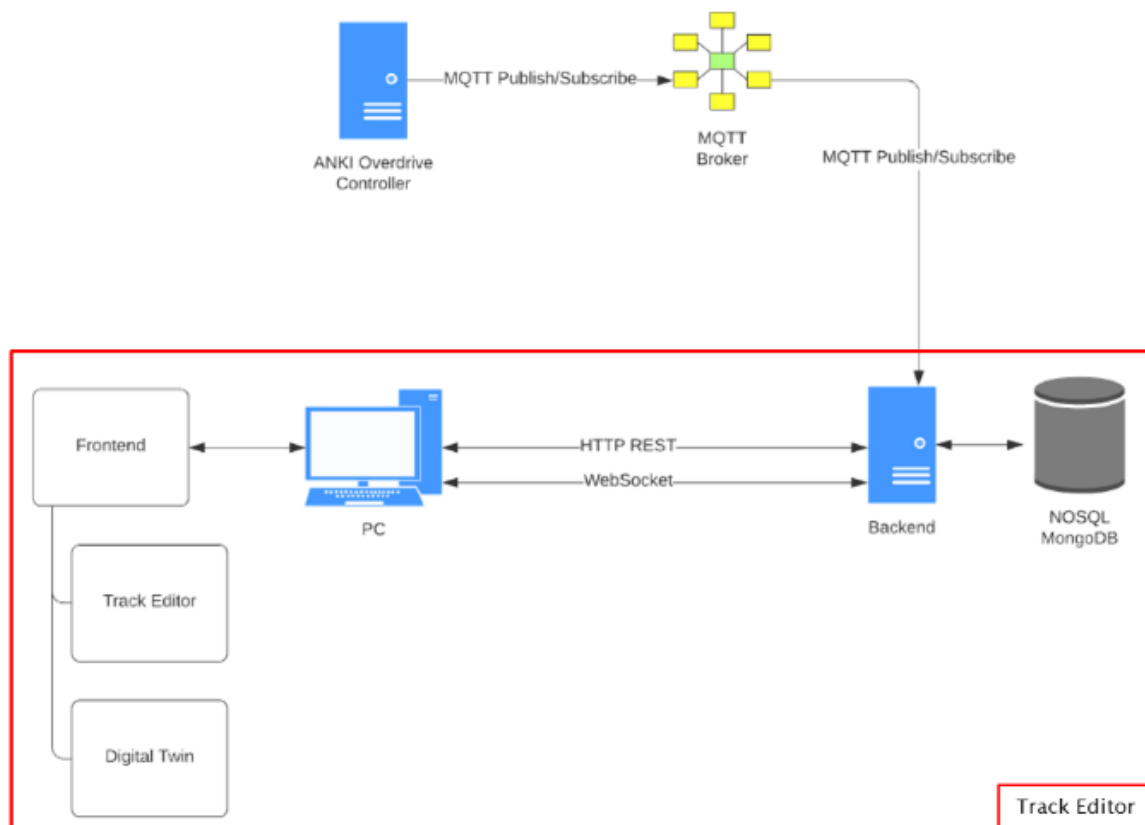 MQTT Publish/Subscribe
ANKI Overdrive
Controller
MQTT
Broker
MQTT Publish/Subscribe
Frontend
HTTP REST
WebSocket
PC
Backend
NOSQL
MongoDB
Track Editor
Digital Twin
Track Editor